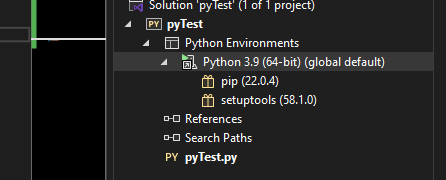 Solution 'pyTest' (1 of 1 project)
PY pyTest
Python Environments
Python 3.9 (64-bit) (global default)
pip (22.0.4)
setuptools (58.1.0)
References
Search Paths
PY pyTest.py